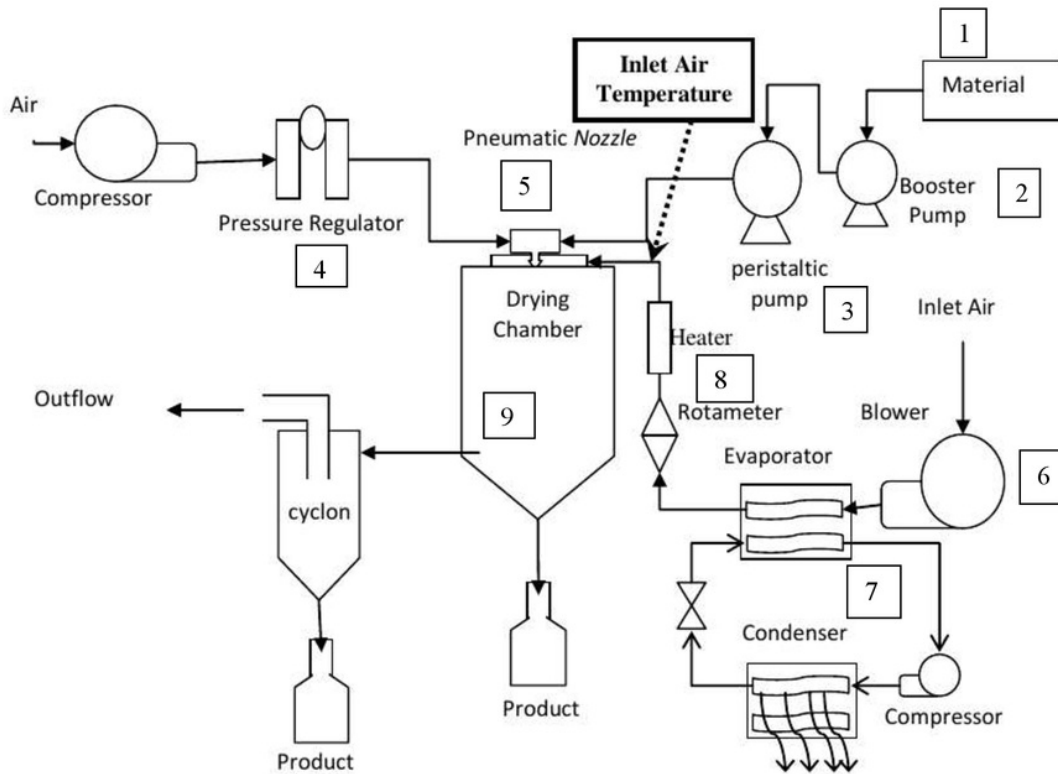 1
Material
Inlet Air
Temperature
Air
Compressor
Pressure Regulator
4
Pneumatic Nozzle
5
Booster
Pump
2
peristaltic
pump
3
Inlet Air
Drying
Chamber
Heater
8
Rotameter
Blower
6
Evaporator
7
Outflow
9
cyclon
Condenser
Compressor
Product
Product